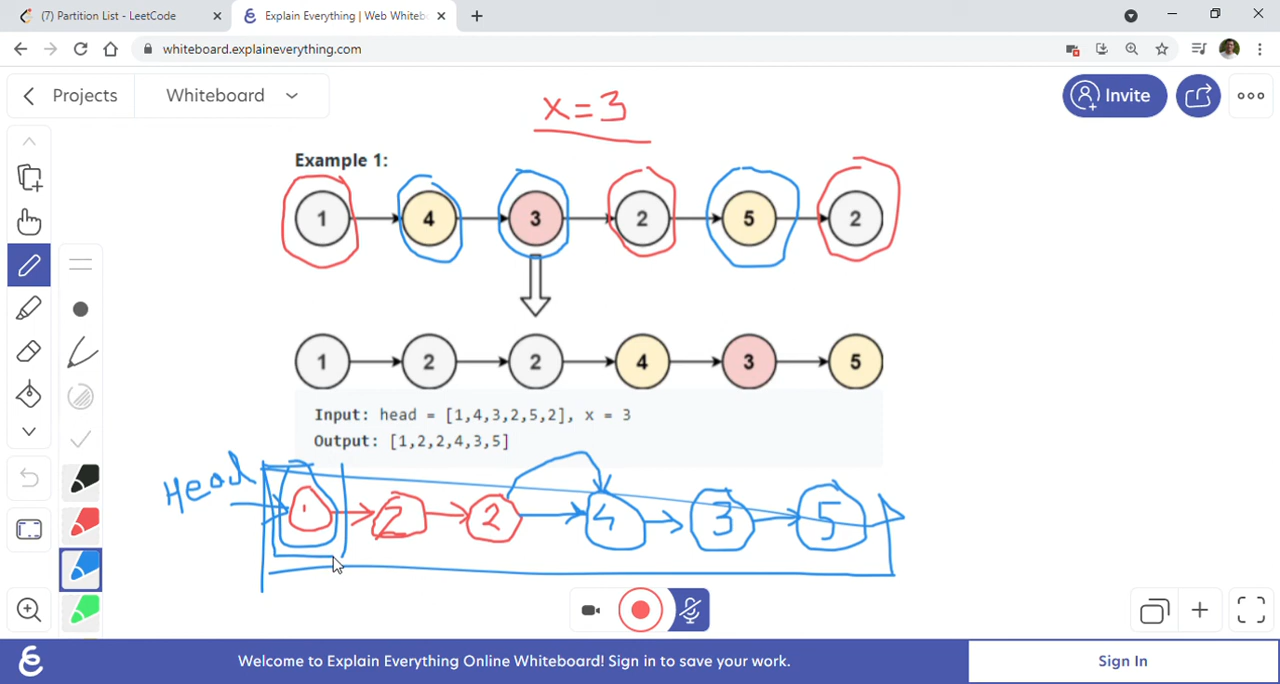 (7) Partition List - LeetCode
Explain Everything | Web Whiteb
whiteboard.explaineverything.com
Projects
Whiteboard
Invite
x=3
Example 1:
1 4 3 2 5 2
1 2 2 4 3 5
Input: head = [1,4,3,2,5,2], x = 3
Output: [1,2,2,4,3,5]
Head
1 2 2 4 3 5
Welcome to Explain Everything Online Whiteboard! Sign in to save your work.
Sign In